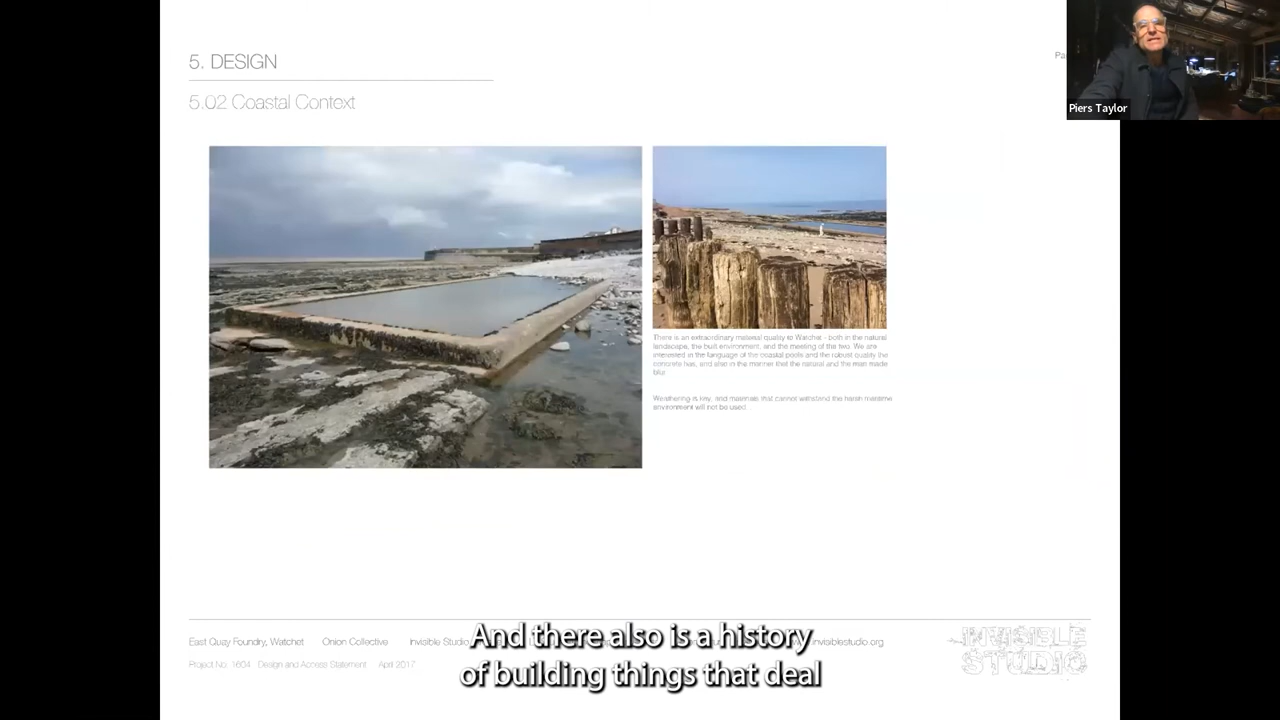 5. DESIGN
Pa
5.02 Coastal Context
Piers Taylor
There is an extraordinary material quality to Watchet - both in the natural
landscape, the built environment, and the meeting of the two. We are
interested in the language of the coastal pools and the robust quality the
concrete has, and also in the manner that the natural and the man made
blur.
Weathering is key, and materials that cannot withstand the harsh maritime
environment will not be used.
East Quay Foundry, Watchet Onion Collective Invisible Studio invisiblestudio.org
Project No. 1604 Design and Access Statement April 2017
INVISIBLE
STUDIO
And there also is a history
of building things that deal